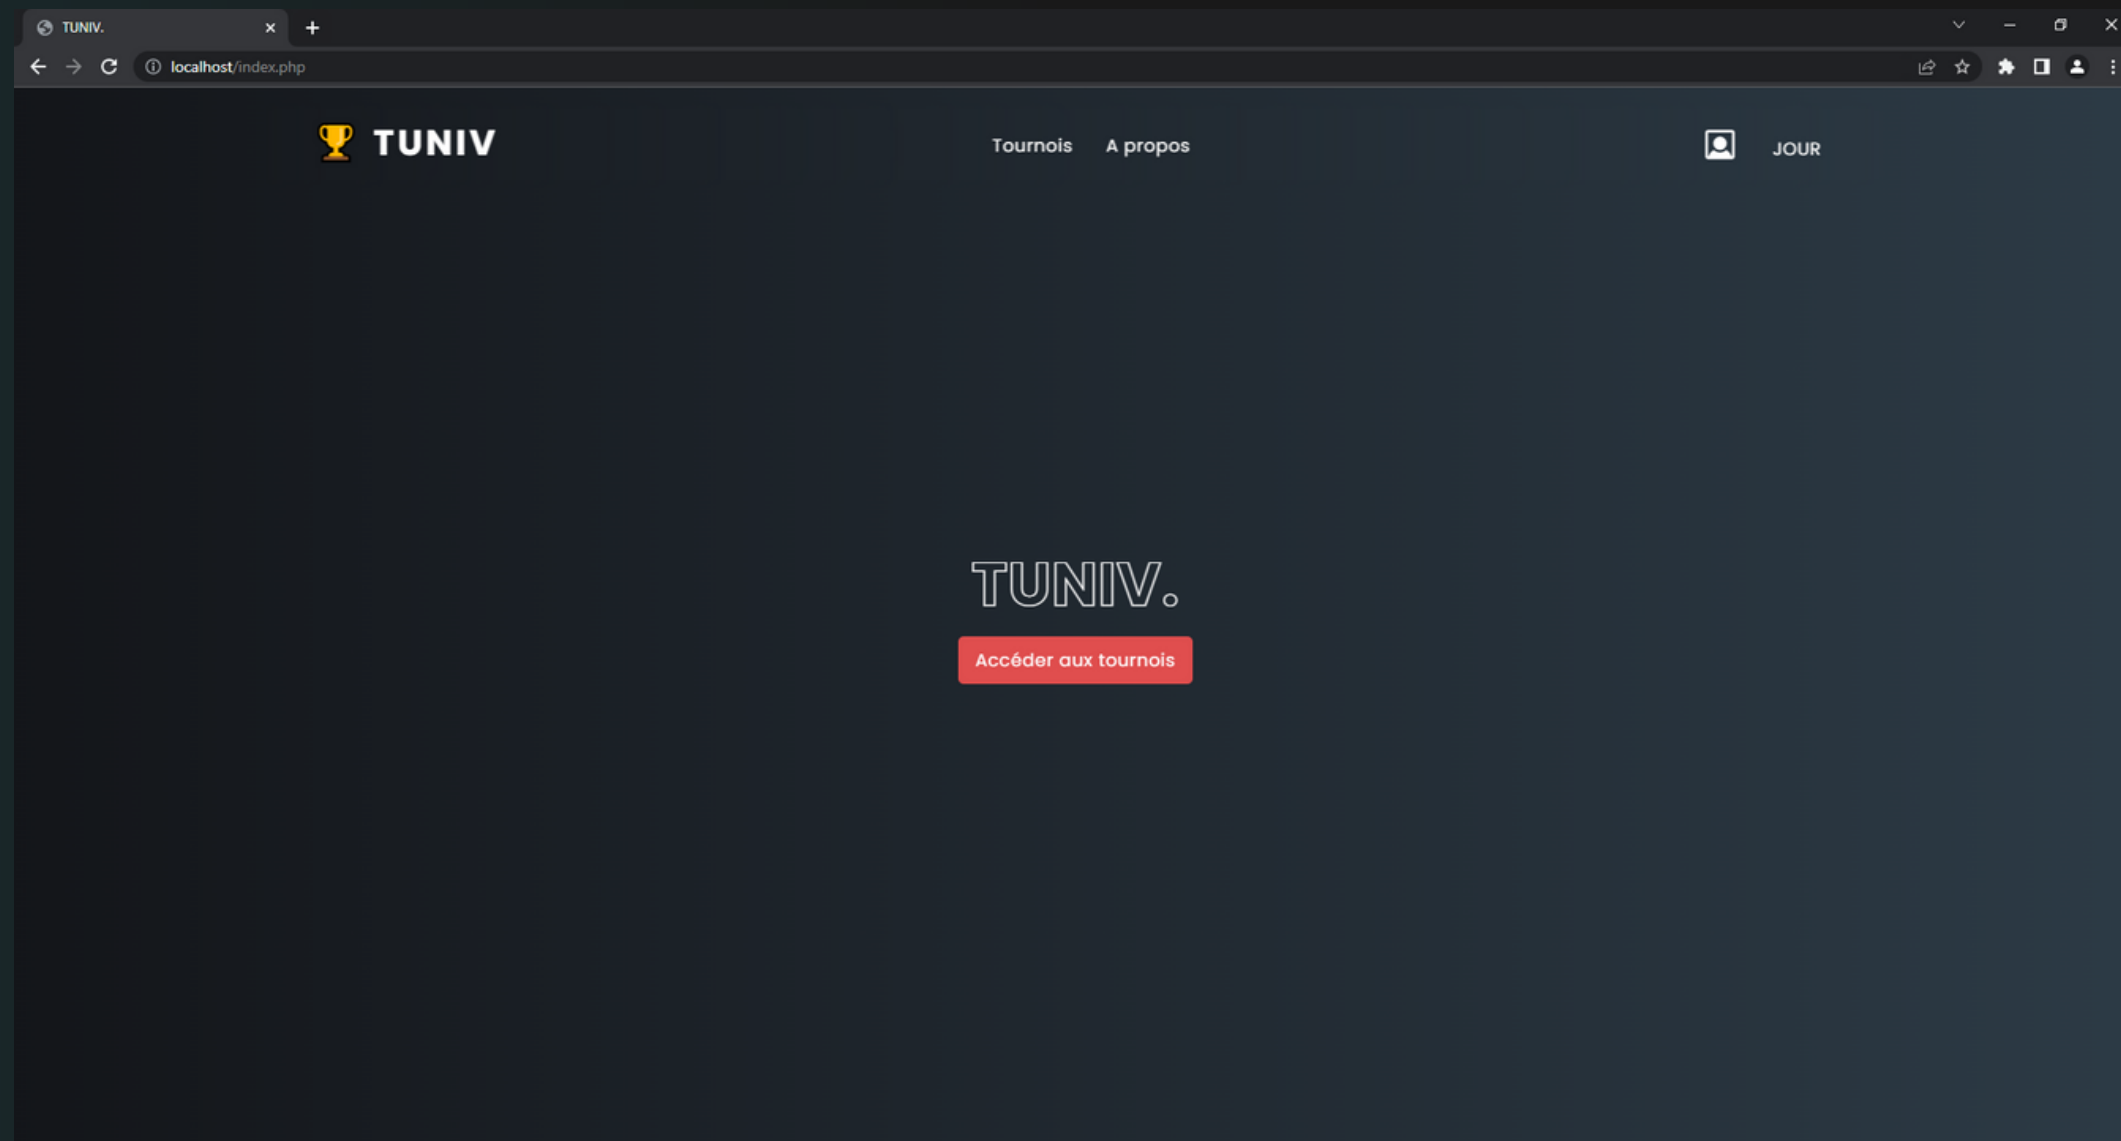 TUNIV.
localhost/index.php
TUNIV
Tournois
A propos
JOUR
TUNIV.
Accéder aux tournois